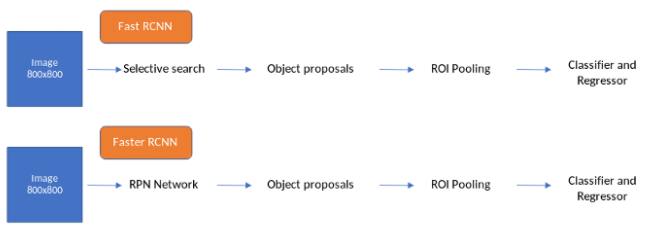 Fast RCNN
Image
800x800
Selective search
Object proposals
ROI Pooling
Classifier and
Regressor
Faster RCNN
Image
800x800
RPN Network
Object proposals
ROI Pooling
Classifier and
Regressor